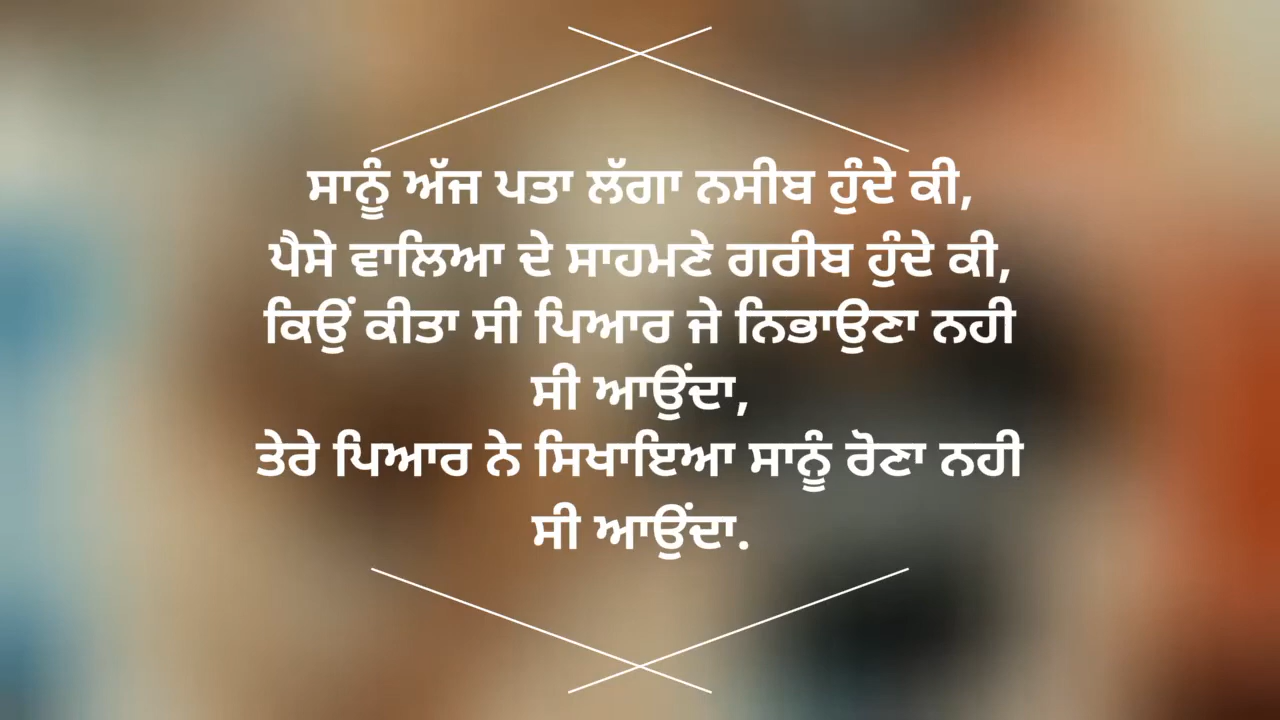 ਸਾਨੂੰ ਅੱਜ ਪਤਾ ਲੱਗਾ ਨਸੀਬ ਹੁੰਦੇ ਕੀ,
ਪੈਸੇ ਵਾਲਿਆ ਦੇ ਸਾਹਮਣੇ ਗਰੀਬ ਹੁੰਦੇ ਕੀ,
ਕਿਉਂ ਕੀਤਾ ਸੀ ਪਿਆਰ ਜੇ ਨਿਭਾਉਣਾ ਨਹੀ
ਸੀ ਆਉਂਦਾ,
ਤੇਰੇ ਪਿਆਰ ਨੇ ਸਿਖਾਇਆ ਸਾਨੂੰ ਰੋਣਾ ਨਹੀ
ਸੀ ਆਉਂਦਾ.